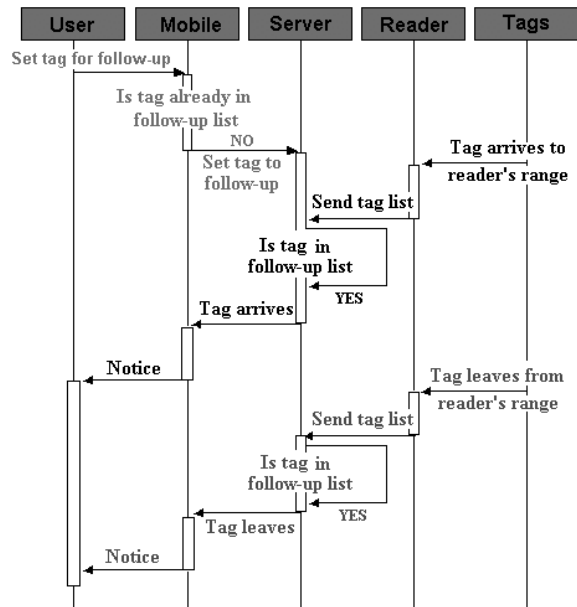 User Mobile Server Reader Tags
Set tag for follow-up
Is tag already in
follow-up list
NO
Set tag to
follow-up
Tag arrives to
reader's range
Send tag list
Is tag in
follow-up list
YES
Tag arrives
Notice
Tag leaves from
reader's range
Send tag list
Is tag in
follow-up list
YES
Tag leaves
Notice